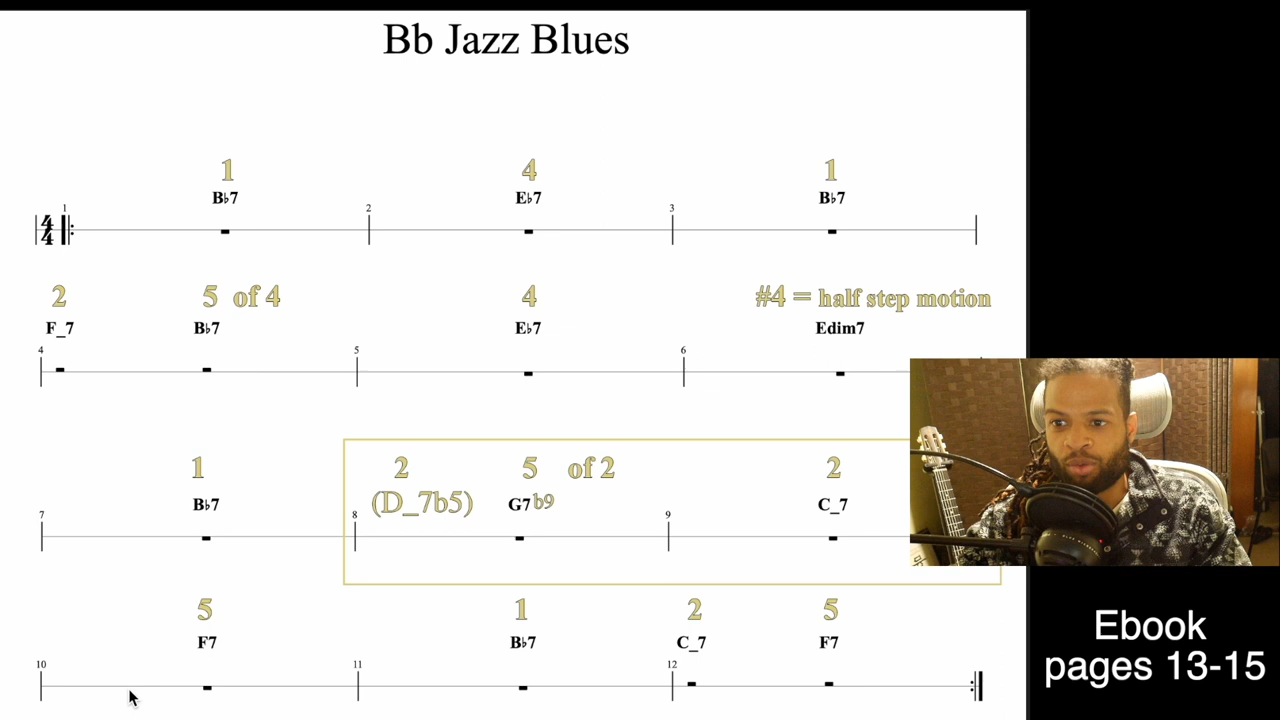 Bb Jazz Blues
1 4 1
B♭7 E♭7 B♭7
1 2 3
4/4
2 5 of 4 4 #4 = half step motion
F_7 B♭7 E♭7 Edim7
4 5 6
1 2 5 of 2 2
B♭7 (D_7b5) G7b9 C_7
7 8 9
5 1 2 5
F7 B♭7 C_7 F7
10 11 12
Ebook
pages 13-15